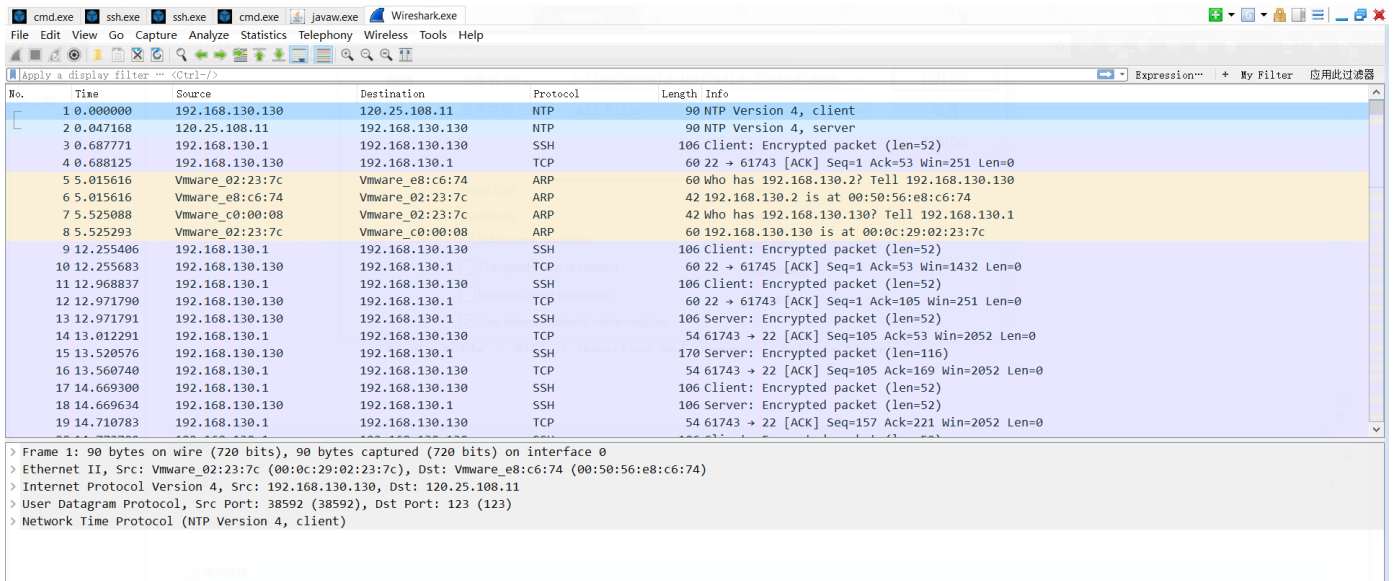 cmd.exe ssh.exe ssh.exe cmd.exe javaw.exe Wireshark.exe
File Edit View Go Capture Analyze Statistics Telephony Wireless Tools Help
Apply a display filter … <Ctrl-/> Expression… + My Filter 应用此过滤器
No. Time Source Destination Protocol Length Info
1 0.000000 192.168.130.130 120.25.108.11 NTP 90 NTP Version 4, client
2 0.047168 120.25.108.11 192.168.130.130 NTP 90 NTP Version 4, server
3 0.687771 192.168.130.1 192.168.130.130 SSH 106 Client: Encrypted packet (len=52)
4 0.688125 192.168.130.130 192.168.130.1 TCP 60 22 → 61743 [ACK] Seq=1 Ack=53 Win=251 Len=0
5 5.015616 Vmware_02:23:7c Vmware_e8:c6:74 ARP 60 Who has 192.168.130.2? Tell 192.168.130.130
6 5.015616 Vmware_e8:c6:74 Vmware_02:23:7c ARP 42 192.168.130.2 is at 00:50:56:e8:c6:74
7 5.525088 Vmware_c0:00:08 Vmware_02:23:7c ARP 42 Who has 192.168.130.130? Tell 192.168.130.1
8 5.525293 Vmware_02:23:7c Vmware_c0:00:08 ARP 60 192.168.130.130 is at 00:0c:29:02:23:7c
9 12.255406 192.168.130.1 192.168.130.130 SSH 106 Client: Encrypted packet (len=52)
10 12.255683 192.168.130.130 192.168.130.1 TCP 60 22 → 61745 [ACK] Seq=1 Ack=53 Win=1432 Len=0
11 12.968837 192.168.130.1 192.168.130.130 SSH 106 Client: Encrypted packet (len=52)
12 12.971790 192.168.130.130 192.168.130.1 TCP 60 22 → 61743 [ACK] Seq=1 Ack=105 Win=251 Len=0
13 12.971791 192.168.130.130 192.168.130.1 SSH 106 Server: Encrypted packet (len=52)
14 13.012291 192.168.130.1 192.168.130.130 TCP 54 61743 → 22 [ACK] Seq=105 Ack=53 Win=2052 Len=0
15 13.520576 192.168.130.130 192.168.130.1 SSH 170 Server: Encrypted packet (len=116)
16 13.560740 192.168.130.1 192.168.130.130 TCP 54 61743 → 22 [ACK] Seq=105 Ack=169 Win=2052 Len=0
17 14.669300 192.168.130.1 192.168.130.130 SSH 106 Client: Encrypted packet (len=52)
18 14.669634 192.168.130.130 192.168.130.1 SSH 106 Server: Encrypted packet (len=52)
19 14.710783 192.168.130.1 192.168.130.130 TCP 54 61743 → 22 [ACK] Seq=157 Ack=221 Win=2052 Len=0
Frame 1: 90 bytes on wire (720 bits), 90 bytes captured (720 bits) on interface 0
Ethernet II, Src: Vmware_02:23:7c (00:0c:29:02:23:7c), Dst: Vmware_e8:c6:74 (00:50:56:e8:c6:74)
Internet Protocol Version 4, Src: 192.168.130.130, Dst: 120.25.108.11
User Datagram Protocol, Src Port: 38592 (38592), Dst Port: 123 (123)
Network Time Protocol (NTP Version 4, client)